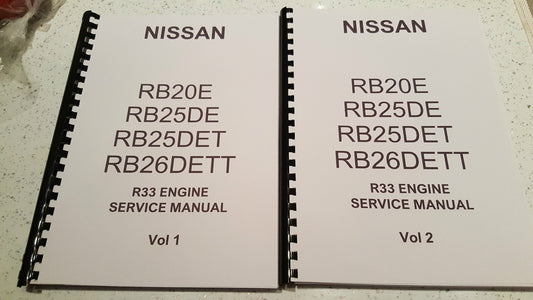 NISSAN
RB20E
RB25DE
RB25DET
RB26DETT
R33 ENGINE
SERVICE MANUAL
Vol 1
NISSAN
RB20E
RB25DE
RB25DET
RB26DETT
R33 ENGINE
SERVICE MANUAL
Vol 2